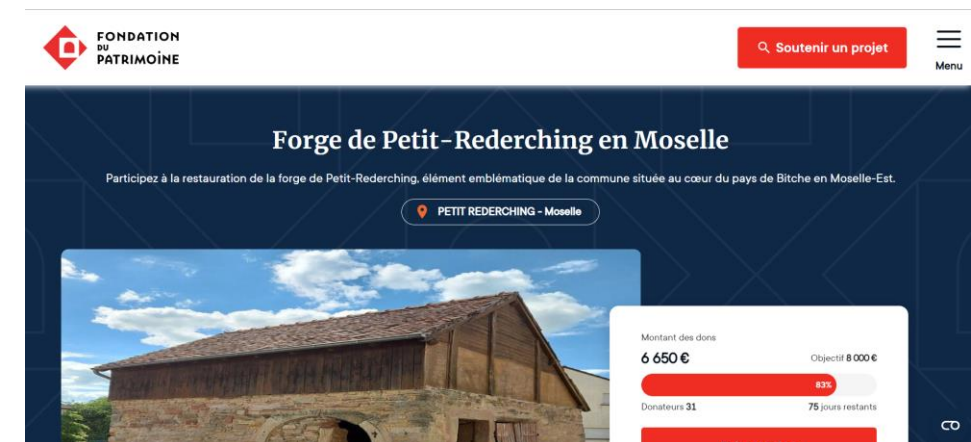 FONDATION
DU
PATRIMOINE
Soutenir un projet
Menu
Forge de Petit-Rederching en Moselle
Participez à la restauration de la forge de Petit-Rederching, élément emblématique de la commune située au cœur du pays de Bitche en Moselle-Est.
PETIT REDERCHING - Moselle
Montant des dons
6 650 € Objectif 8 000 €
83%
Donateurs 31 75 jours restants